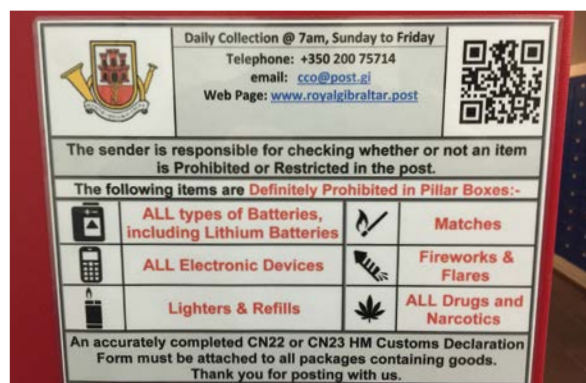 Daily Collection @ 7am, Sunday to Friday
Telephone: +350 200 75714
email: cco@post.gi
Web Page: www.royalgibraltar.post
The sender is responsible for checking whether or not an item
is Prohibited or Restricted in the post.
The following items are Definitely Prohibited in Pillar Boxes:-
ALL types of Batteries,
including Lithium Batteries
Matches
ALL Electronic Devices
Fireworks &
Flares
Lighters & Refills
ALL Drugs and
Narcotics
An accurately completed CN22 or CN23 HM Customs Declaration
Form must be attached to all packages containing goods.
Thank you for posting with us.